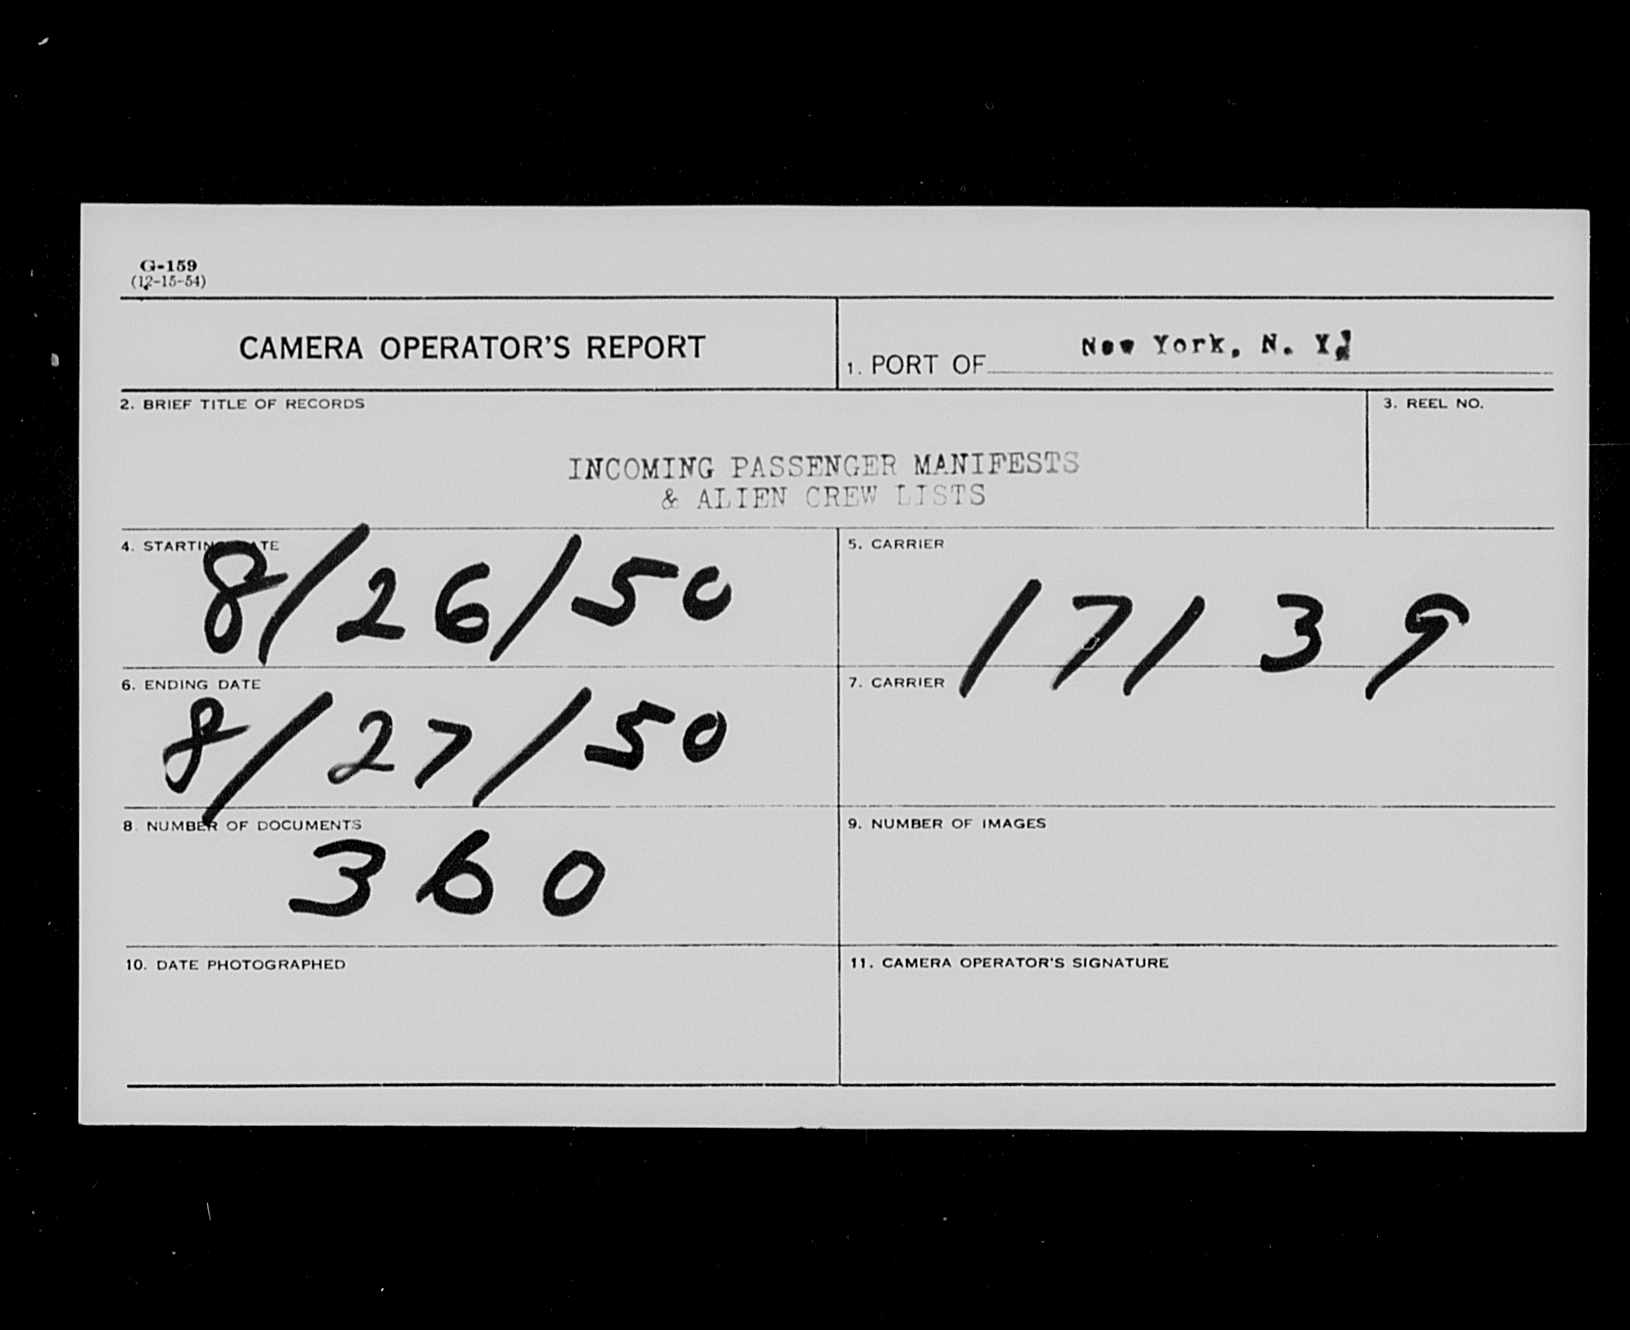 G-159
(12-15-54)
CAMERA OPERATOR'S REPORT
1. PORT OF New York, N. Y.
2. BRIEF TITLE OF RECORDS
3. REEL NO.
INCOMING PASSENGER MANIFESTS
& ALIEN CREW LISTS
4. STARTING DATE
8/26/50
5. CARRIER
17139
6. ENDING DATE
8/27/50
7. CARRIER
8. NUMBER OF DOCUMENTS
360
9. NUMBER OF IMAGES
10. DATE PHOTOGRAPHED
11. CAMERA OPERATOR'S SIGNATURE